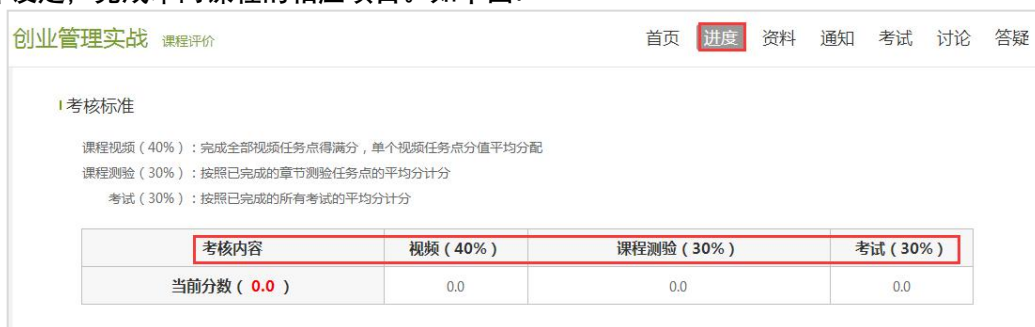 创业管理实战 课程评价 首页 进度 资料 通知 考试 讨论 答疑
考核标准
课程视频（40%）：完成全部视频任务点得满分，单个视频任务点分值平均分配
课程测验（30%）：按照已完成的章节测验任务点的平均分计分
考试（30%）：按照已完成的所有考试的平均分计分
考核内容 视频（40%） 课程测验（30%） 考试（30%）
当前分数（ 0.0 ） 0.0 0.0 0.0